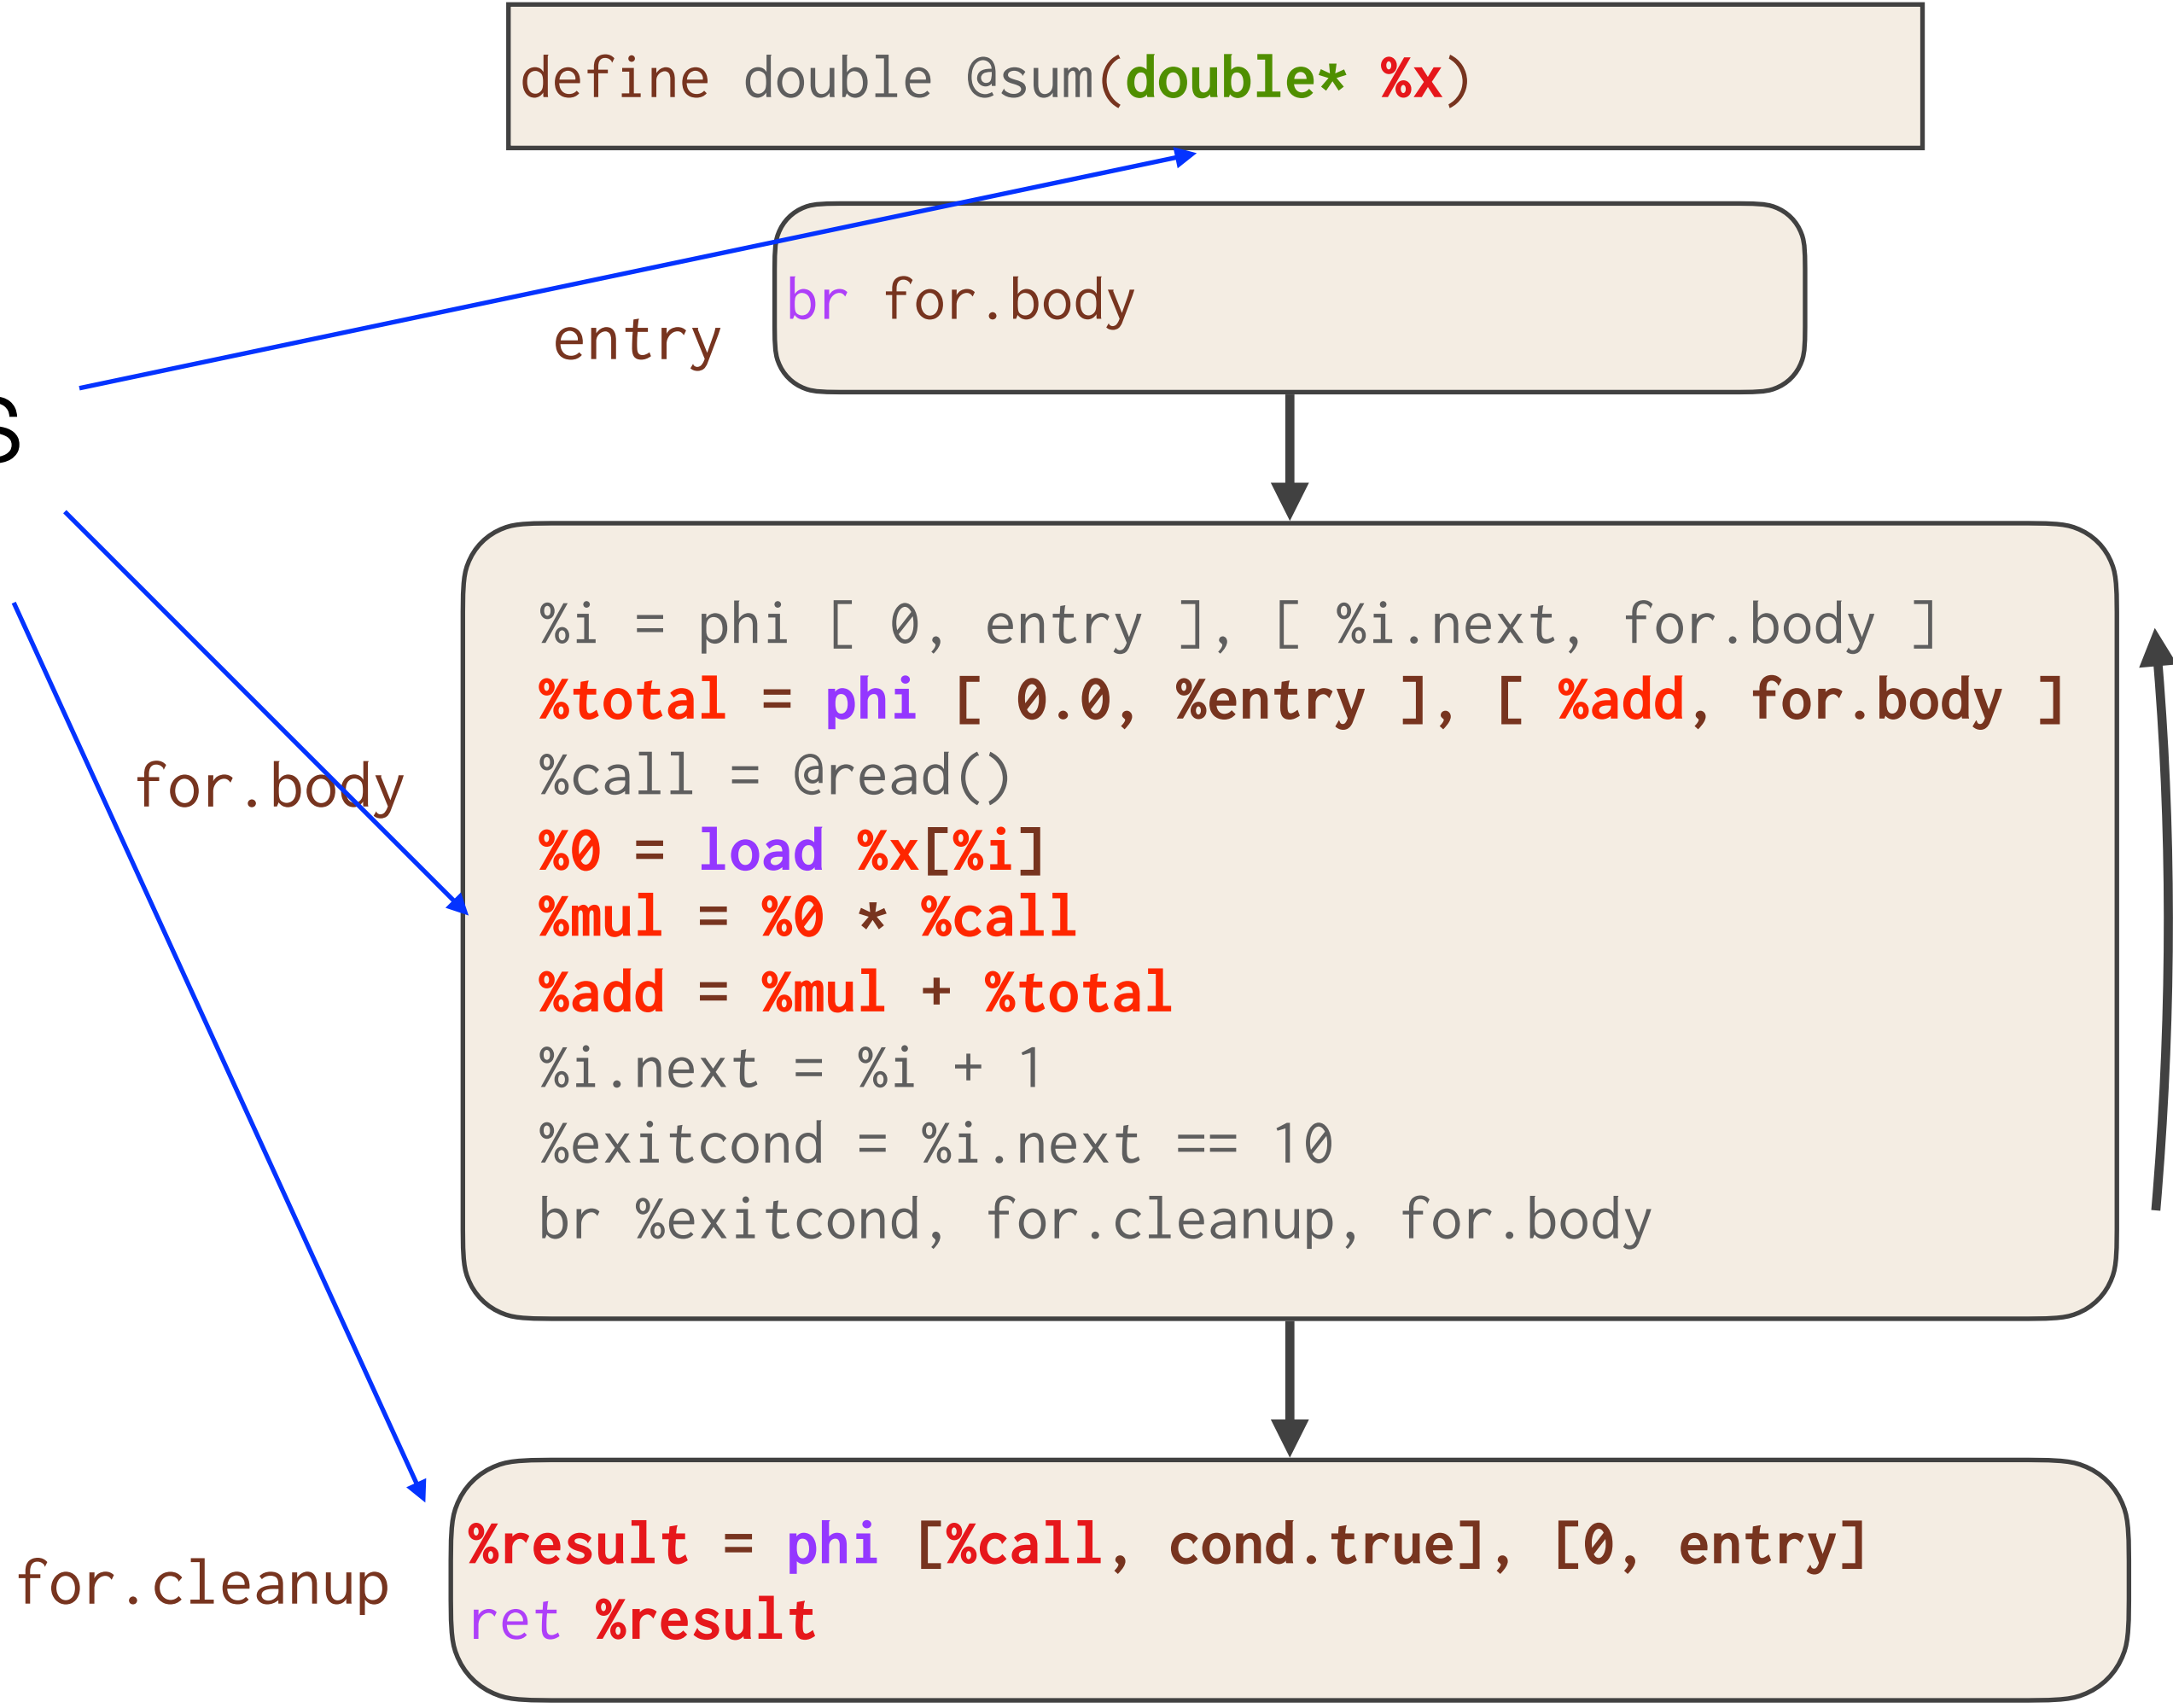 define double @sum(double* %x)
br for.body
entry
%i = phi [ 0, entry ], [ %i.next, for.body ]
%total = phi [ 0.0, %entry ], [ %add, for.body ]
%call = @read()
for.body
%0 = load %x[%i]
%mul = %0 * %call
%add = %mul + %total
%i.next = %i + 1
%exitcond = %i.next == 10
br %exitcond, for.cleanup, for.body
%result = phi [%call, cond.true], [0, entry]
for.cleanup
ret %result